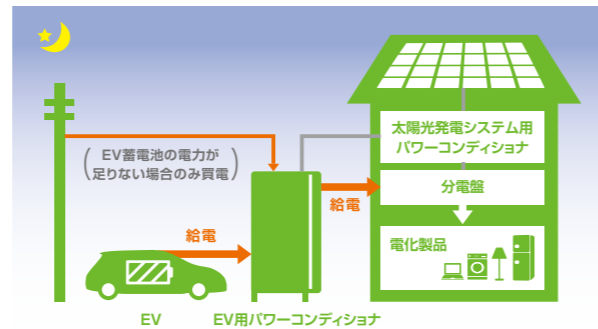 太陽光発電システム用
パワーコンディショナ
EV蓄電池の電力が
足りない場合のみ買電
分電盤
給電
給電
電化製品
EV
EV用パワーコンディショナ